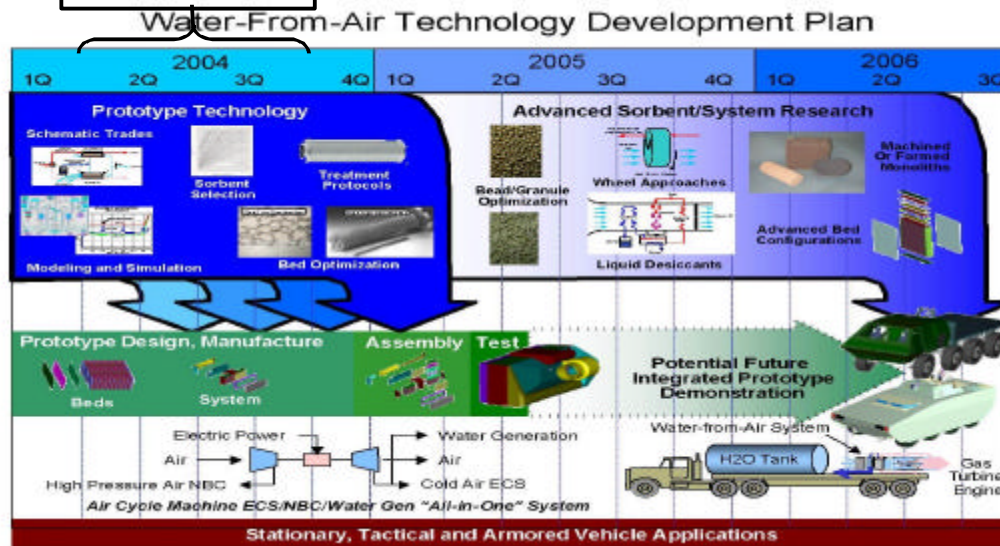 Water-From-Air Technology Development Plan
2004 2005 2006
1Q 2Q 3Q 4Q 1Q 2Q 3Q 4Q 1Q 2Q 3Q
Prototype Technology
Schematic Trades
Sorbent
Selection
Treatment
Protocols
Modeling and Simulation
Bed Optimization
Advanced Sorbent/System Research
Bead/Granule
Optimization
Wheel Approaches
Liquid Desiccants
Machined
Or Formed
Monoliths
Advanced Bed
Configurations
Prototype Design, Manufacture
Beds
System
Assembly
Test
Potential Future
Integrated Prototype
Demonstration
Electric Power
Air
High Pressure Air NBC
Water Generation
Air
Cold Air ECS
Air Cycle Machine ECS/NBC/Water Gen "All-in-One" System
Water-from-Air System
H2O Tank
Gas
Turbine
Engine
Stationary, Tactical and Armored Vehicle Applications